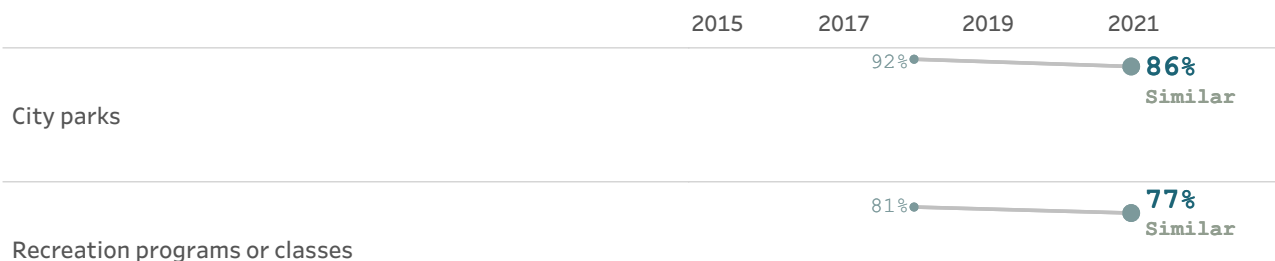 2015 2017 2019 2021
92% 86%
Similar
City parks
81% 77%
Similar
Recreation programs or classes